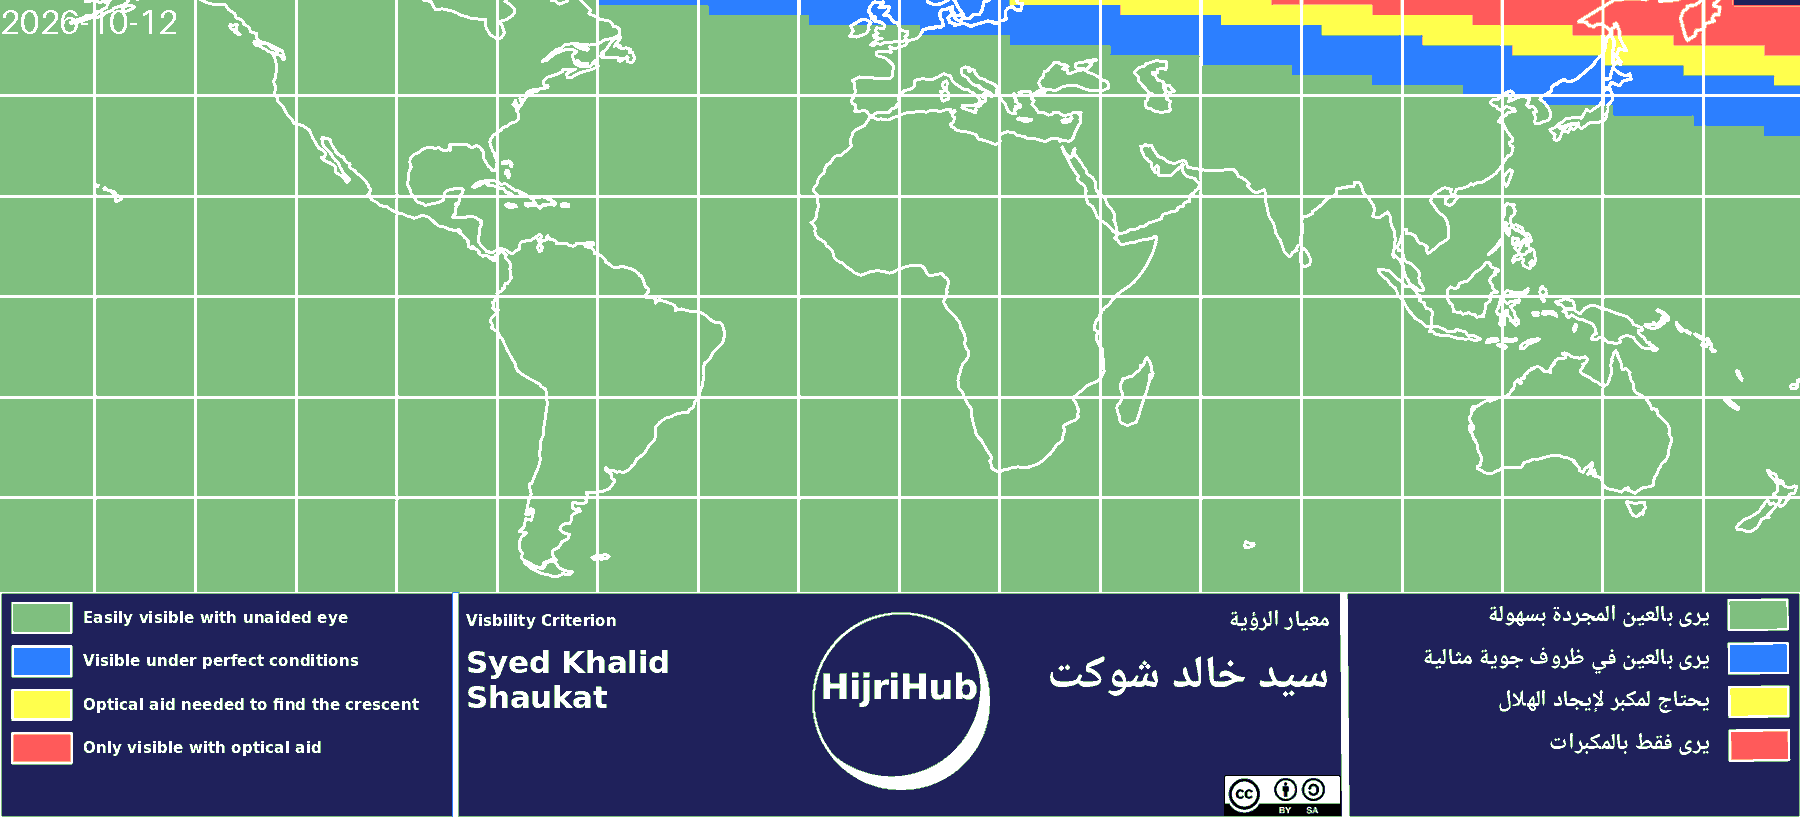 2026-10-12
Easily visible with unaided eye
Visible under perfect conditions
Optical aid needed to find the crescent
Only visible with optical aid
Visbility Criterion
Syed Khalid
Shaukat
HijriHub
معيار الرؤية
سيد خالد شوكت
cc
BY SA
يرى بالعين المجردة بسهولة
يرى بالعين في ظروف جوية مثالية
يحتاج لمكبر لإيجاد الهلال
يرى فقط بالمكبرات